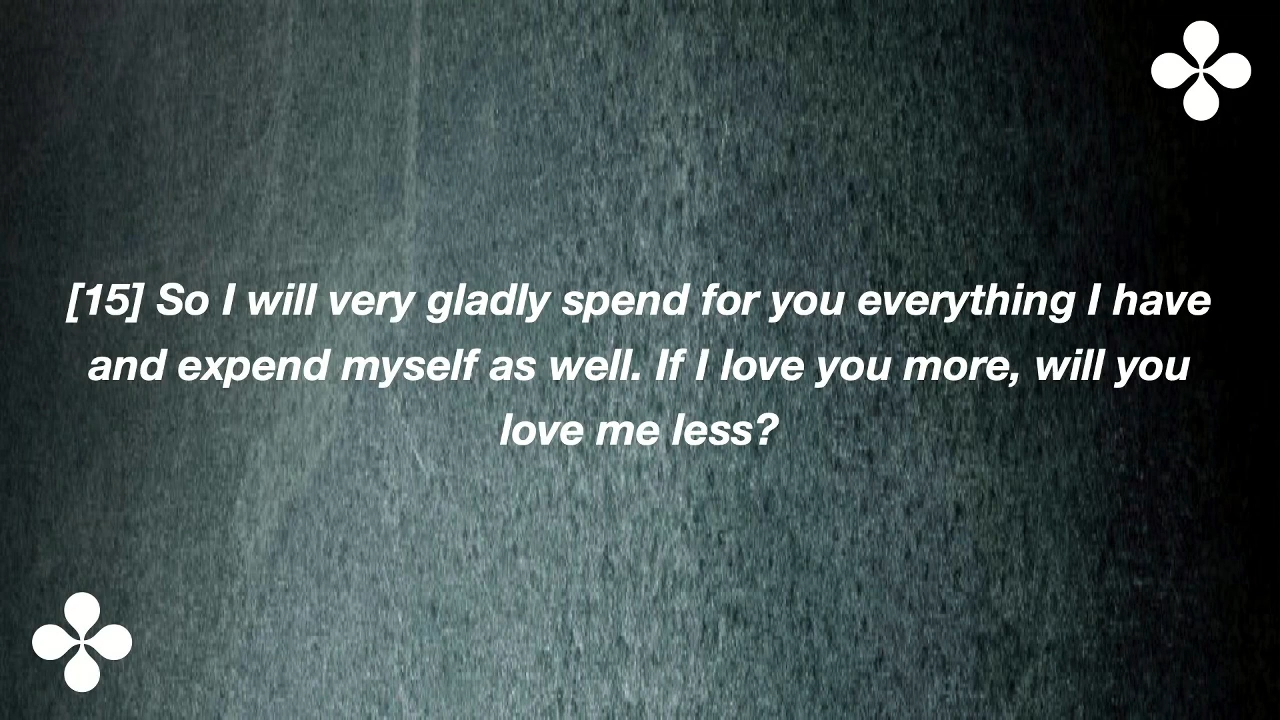 [15] So I will very gladly spend for you everything I have
and expend myself as well. If I love you more, will you
love me less?